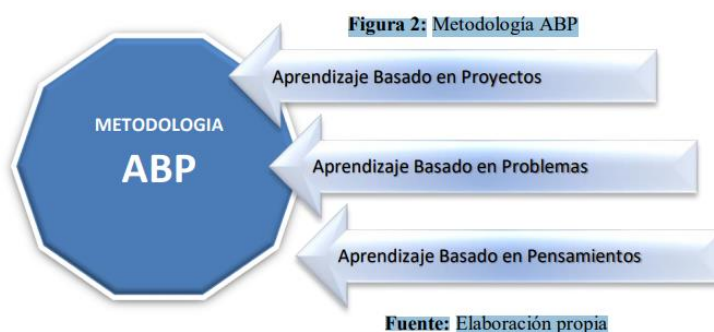 Figura 2: Metodología ABP
Aprendizaje Basado en Proyectos
METODOLOGIA
ABP
Aprendizaje Basado en Problemas
Aprendizaje Basado en Pensamientos
Fuente: Elaboración propia